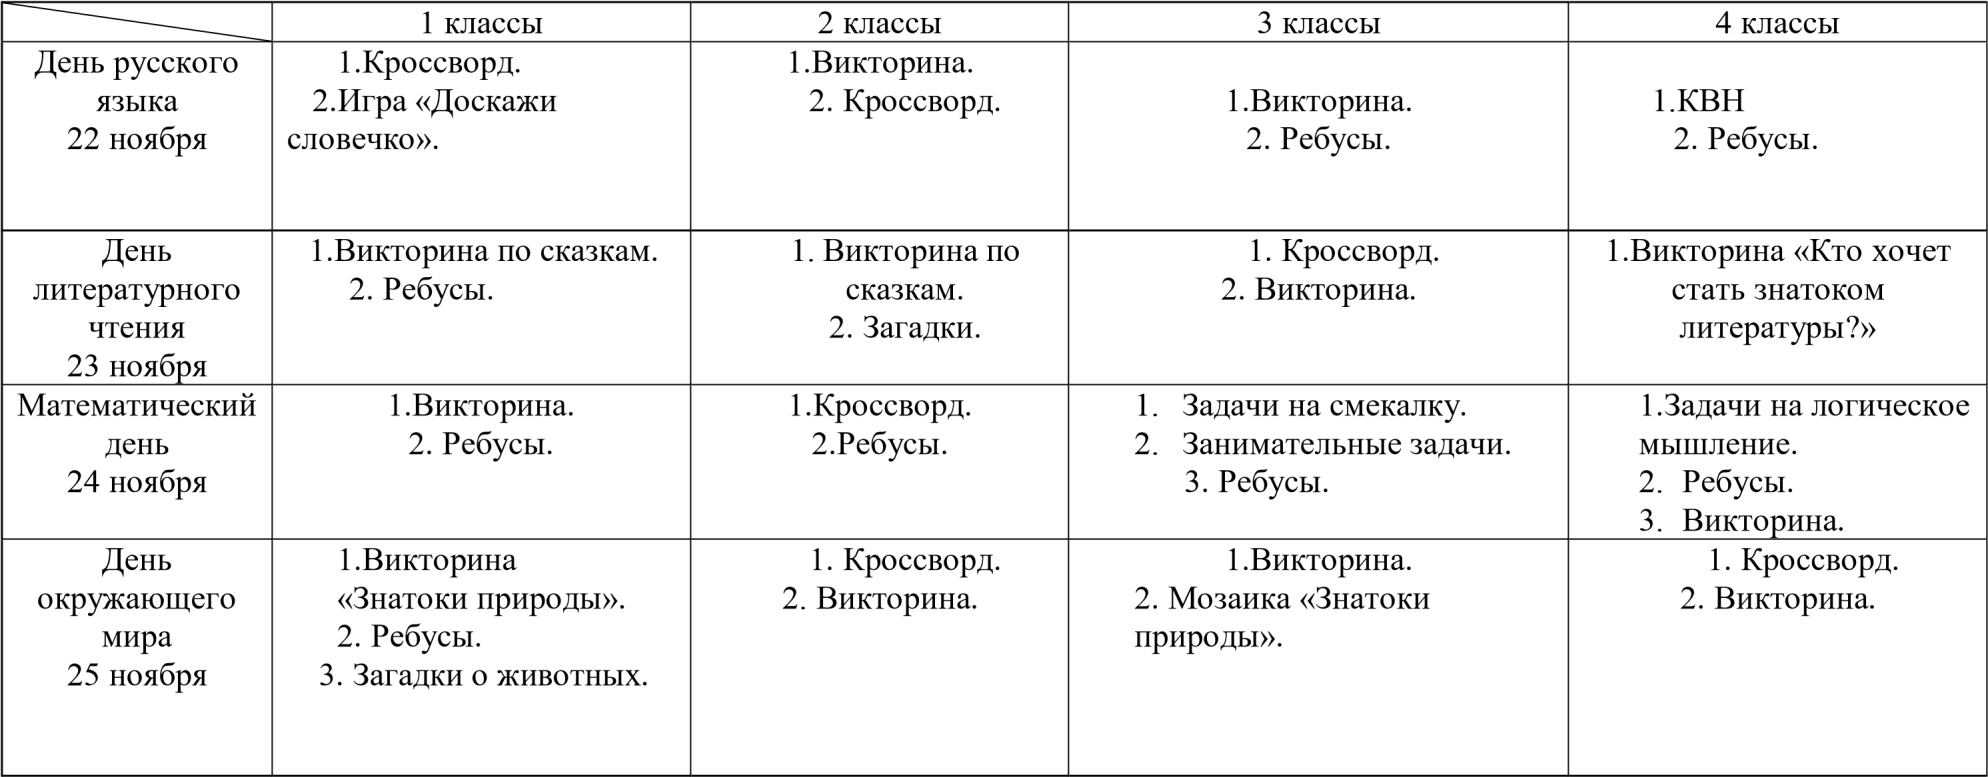 1 классы
2 классы
3 классы
4 классы
День русского
языка
22 ноября
1.Кроссворд.
2.Игра «Доскажи
словечко».
1.Викторина.
2. Кроссворд.
1.Викторина.
2. Ребусы.
1.КВН
2. Ребусы.
День
литературного
чтения
23 ноября
1.Викторина по сказкам.
2. Ребусы.
1. Викторина по
сказкам.
2. Загадки.
1. Кроссворд.
2. Викторина.
1.Викторина «Кто хочет
стать знатоком
литературы?»
Математический
день
24 ноября
1.Викторина.
2. Ребусы.
1.Кроссворд.
2.Ребусы.
1. Задачи на смекалку.
2. Занимательные задачи.
3. Ребусы.
1.Задачи на логическое
мышление.
2. Ребусы.
3. Викторина.
День
окружающего
мира
25 ноября
1.Викторина
«Знатоки природы».
2. Ребусы.
3. Загадки о животных.
1. Кроссворд.
2. Викторина.
1.Викторина.
2. Мозаика «Знатоки
природы».
1. Кроссворд.
2. Викторина.